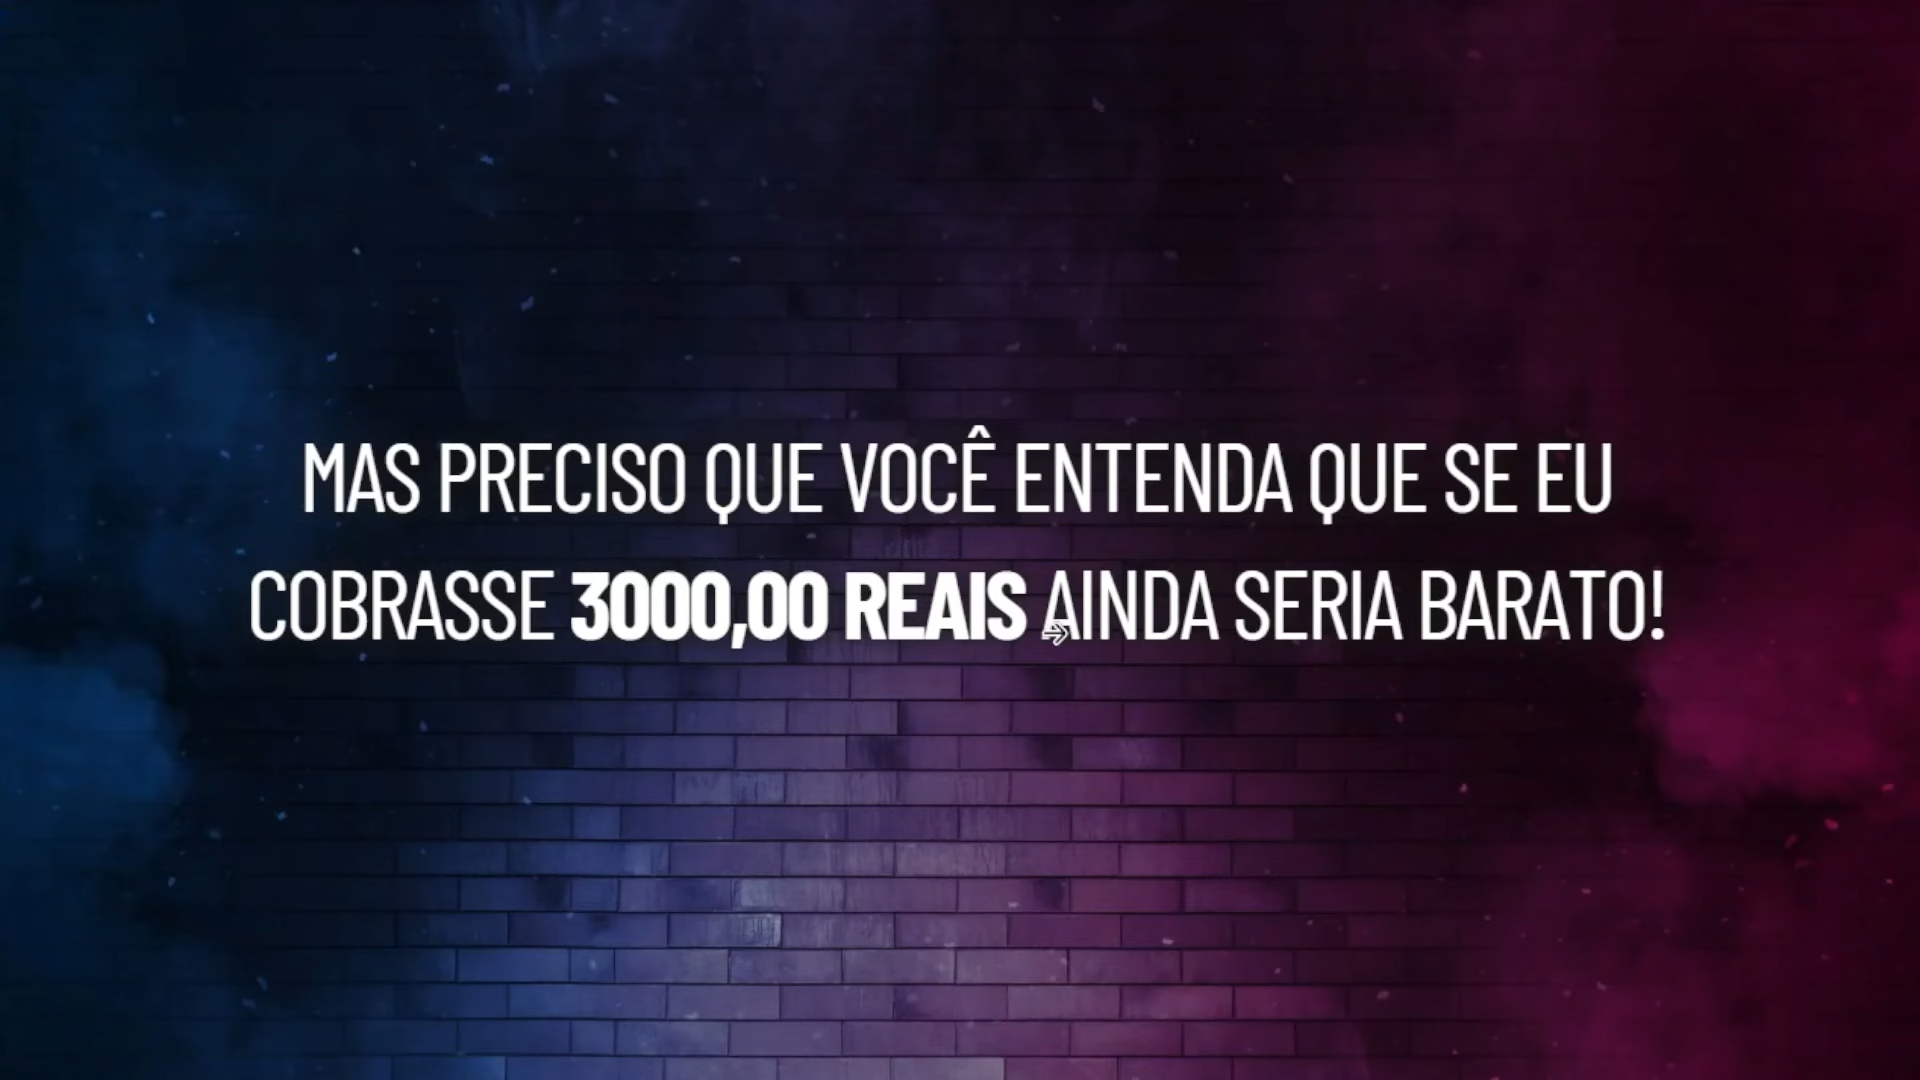 MAS PRECISO QUE VOCÊ ENTENDA QUE SE EU
COBRASSE 3000,00 REAIS AINDA SERIA BARATO!